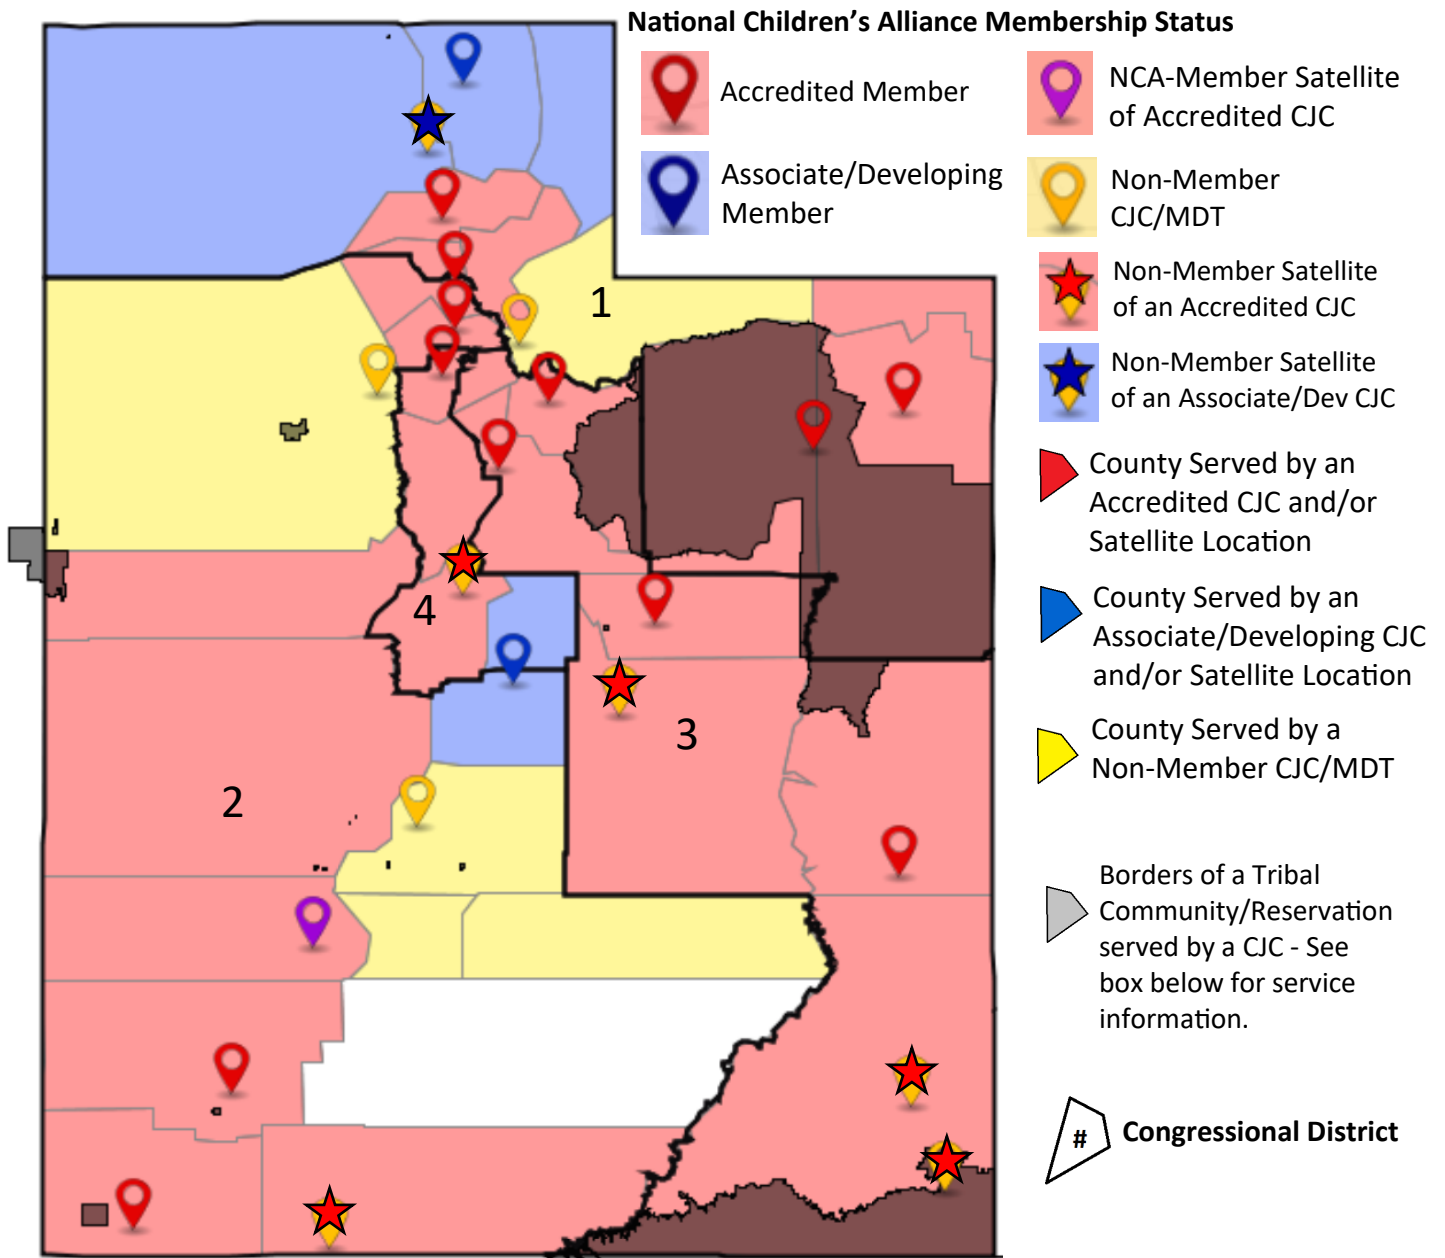 National Children’s Alliance Membership Status
Accredited Member
NCA-Member Satellite
of Accredited CJC
Associate/Developing
Member
Non-Member
CJC/MDT
Non-Member Satellite
of an Accredited CJC
Non-Member Satellite
of an Associate/Dev CJC
County Served by an
Accredited CJC and/or
Satellite Location
County Served by an
Associate/Developing CJC
and/or Satellite Location
County Served by a
Non-Member CJC/MDT
Borders of a Tribal
Community/Reservation
served by a CJC - See
box below for service
information.
#
Congressional District
1
4
3
2